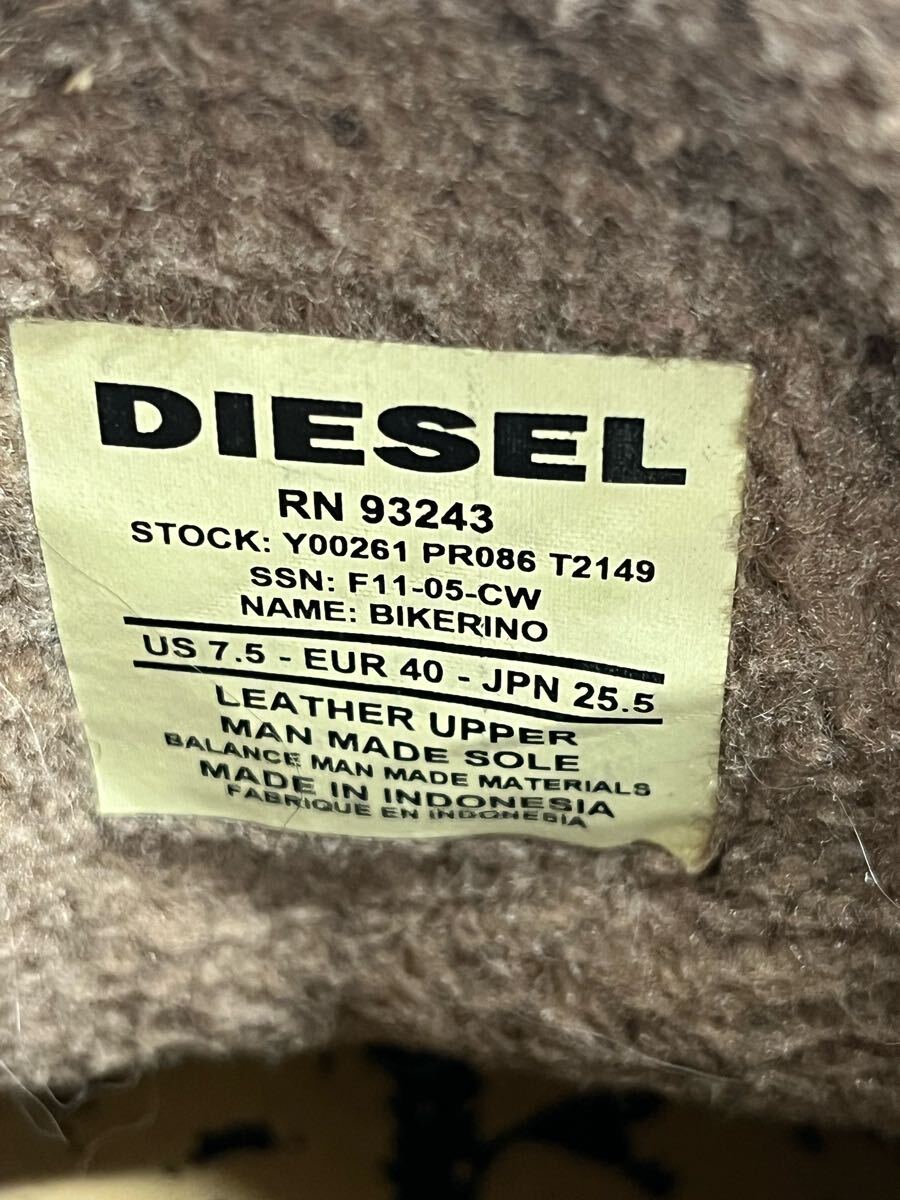 DIESEL
RN 93243
STOCK: Y00261 PR086 T2149
SSN: F11-05-CW
NAME: BIKERINO
US 7.5 - EUR 40 - JPN 25.5
LEATHER UPPER
MAN MADE SOLE
BALANCE MAN MADE MATERIALS
MADE IN INDONESIA
FABRIQUE EN INDONESIA